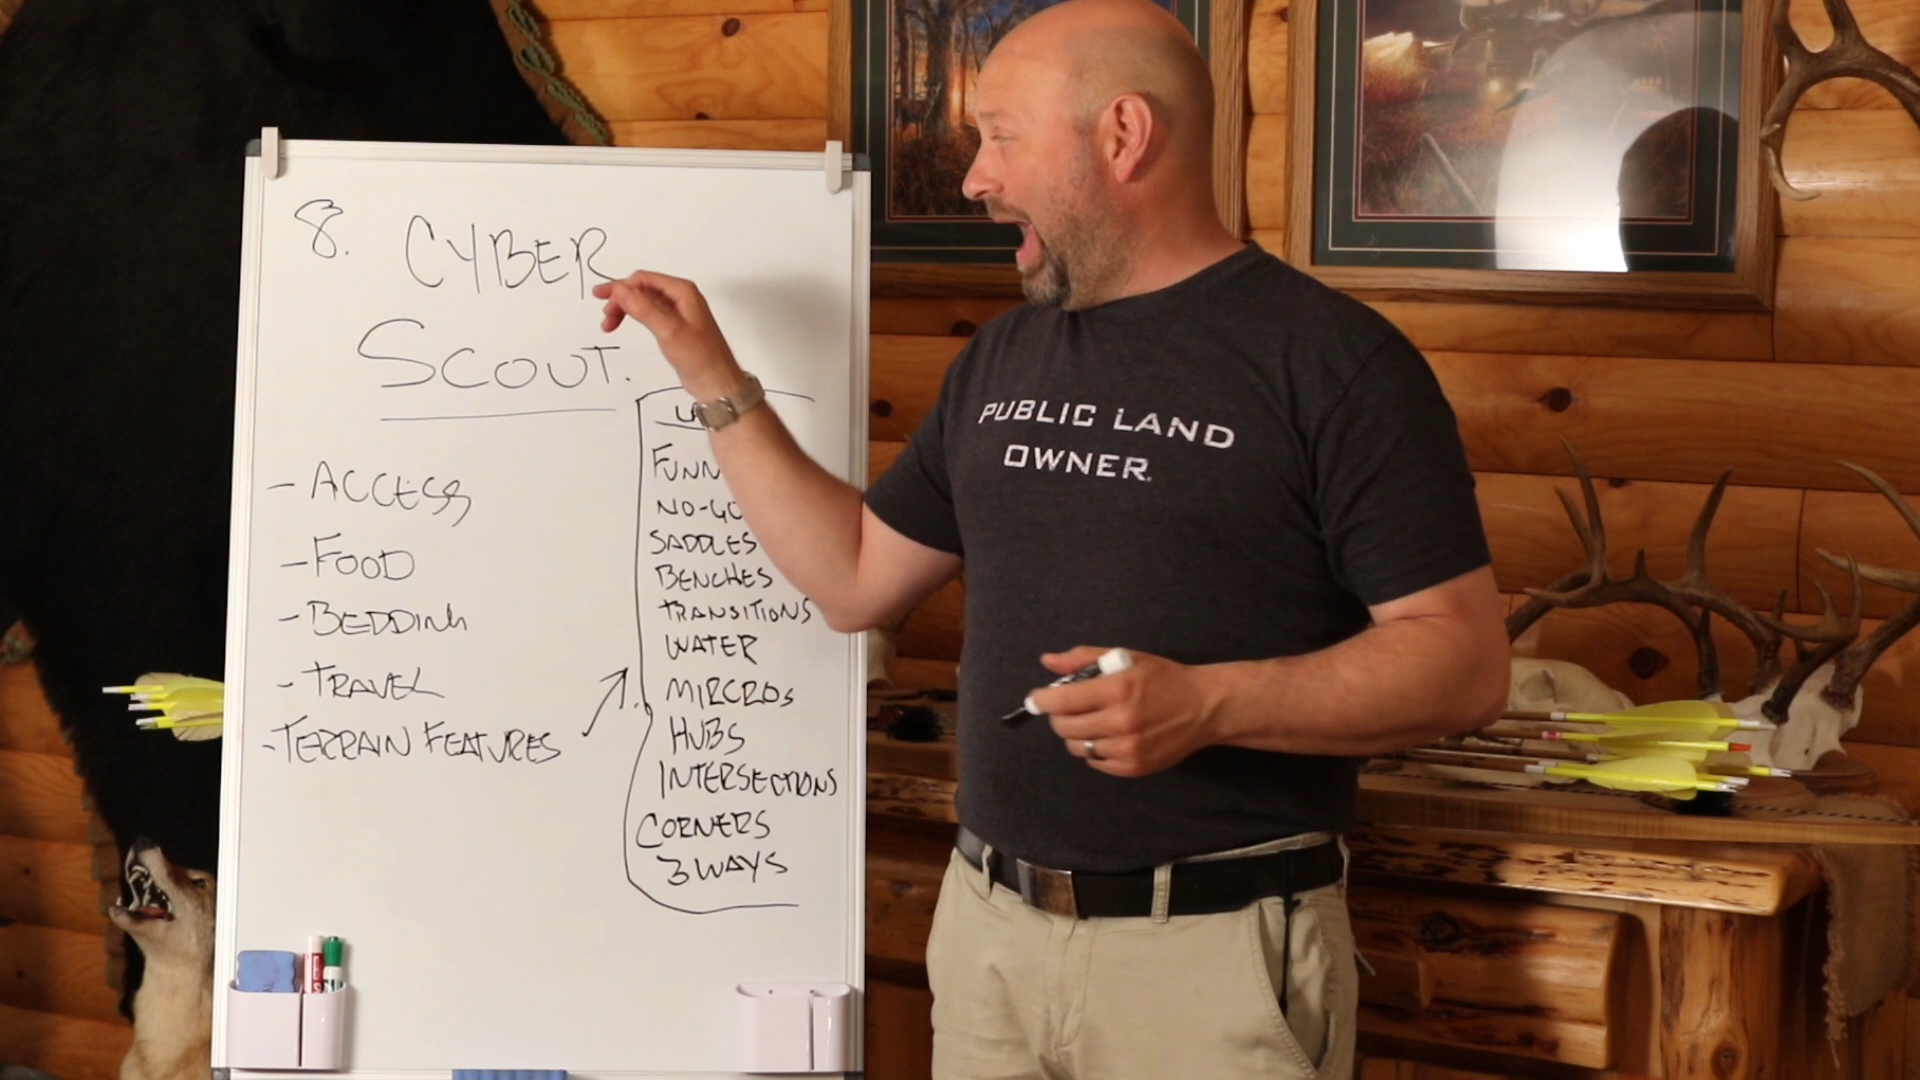 8. CYBER
SCOUT.
- ACCESS
- FOOD
- BEDDING
- TRAVEL
- TERRAIN FEATURES
SADDLES
BENCHES
TRANSITIONS
WATER
MIRCROS
HUBS
INTERSECTIONS
CORNERS
3 WAYS
PUBLIC LAND
OWNER.